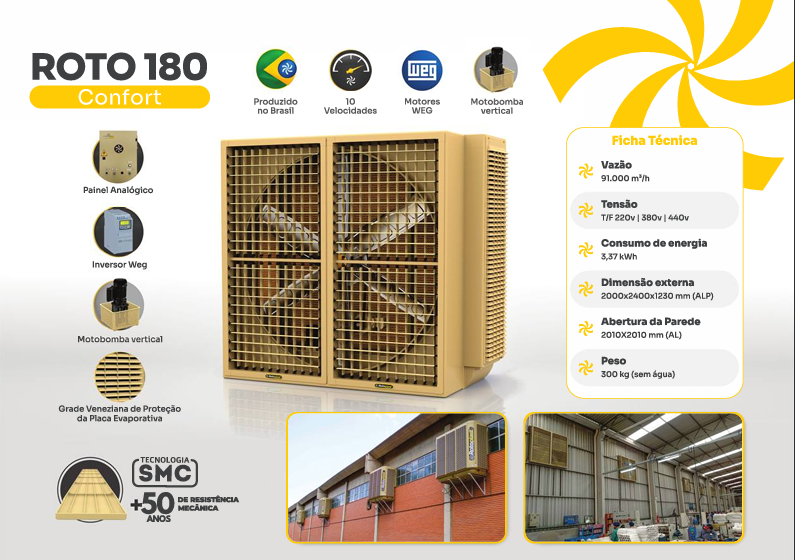 ROTO 180
Confort
weg
Produzido
no Brasil
10
Velocidades
Motores
WEG
Motobomba
vertical
Painel Analógico
Inversor Weg
Motobomba vertical
Grade Veneziana de Proteção
da Placa Evaporativa
Ficha Técnica
Vazão
91.000 m³/h
Tensão
T/F 220v | 380v | 440v
Consumo de energia
3,37 kWh
Dimensão externa
2000x2400x1230 mm (ALP)
Abertura da Parede
2010X2010 mm (AL)
Peso
300 kg (sem água)
TECNOLOGIA
SMC
+50
ANOS
DE RESISTÊNCIA
MECÂNICA